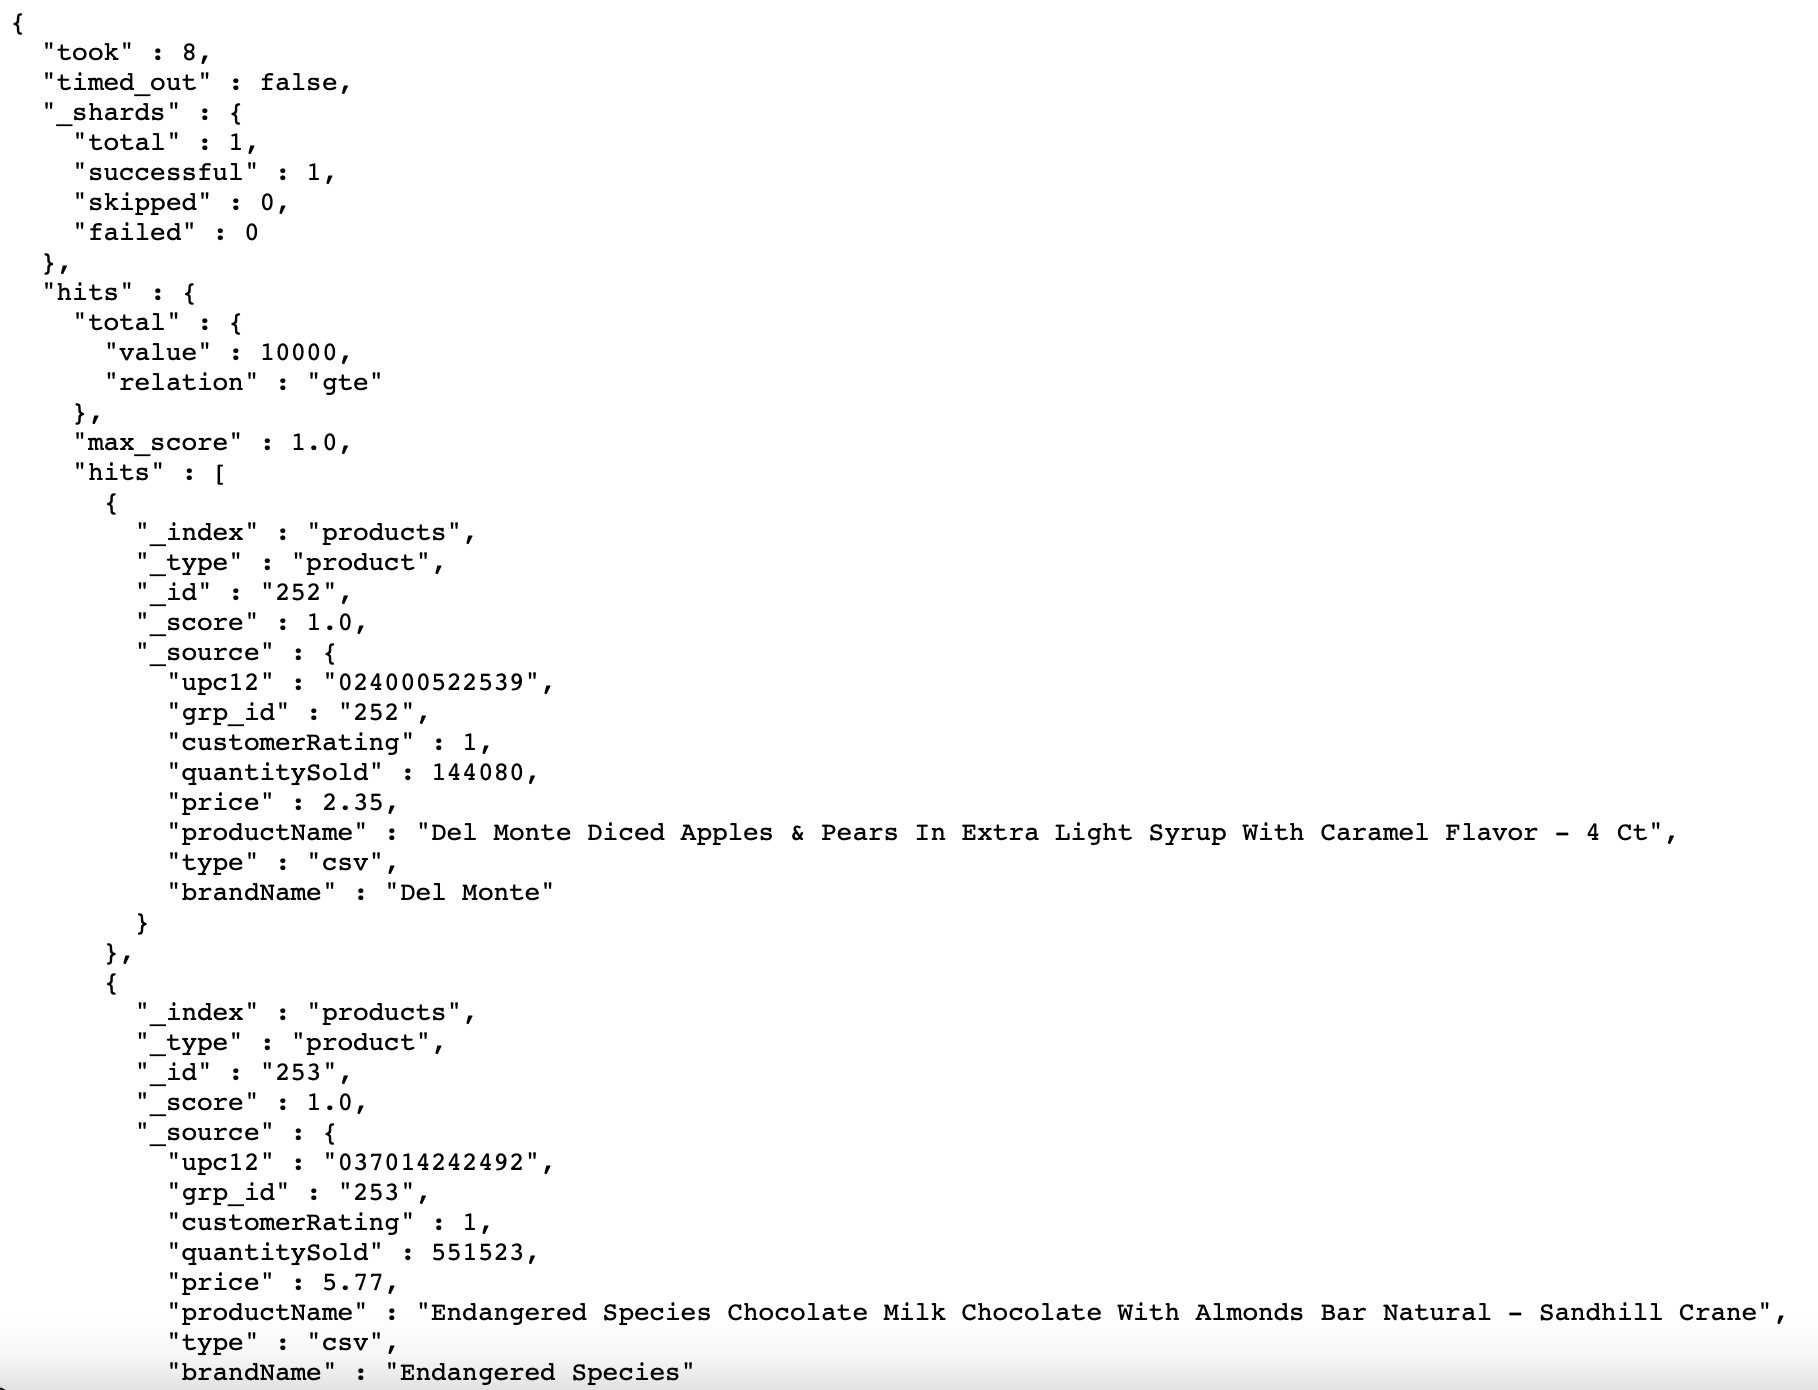 {
  "took" : 8,
  "timed_out" : false,
  "_shards" : {
    "total" : 1,
    "successful" : 1,
    "skipped" : 0,
    "failed" : 0
  },
  "hits" : {
    "total" : {
      "value" : 10000,
      "relation" : "gte"
    },
    "max_score" : 1.0,
    "hits" : [
      {
        "_index" : "products",
        "_type" : "product",
        "_id" : "252",
        "_score" : 1.0,
        "_source" : {
          "upc12" : "024000522539",
          "grp_id" : "252",
          "customerRating" : 1,
          "quantitySold" : 144080,
          "price" : 2.35,
          "productName" : "Del Monte Diced Apples & Pears In Extra Light Syrup With Caramel Flavor - 4 Ct",
          "type" : "csv",
          "brandName" : "Del Monte"
        }
      },
      {
        "_index" : "products",
        "_type" : "product",
        "_id" : "253",
        "_score" : 1.0,
        "_source" : {
          "upc12" : "037014242492",
          "grp_id" : "253",
          "customerRating" : 1,
          "quantitySold" : 551523,
          "price" : 5.77,
          "productName" : "Endangered Species Chocolate Milk Chocolate With Almonds Bar Natural - Sandhill Crane",
          "type" : "csv",
          "brandName" : "Endangered Species"